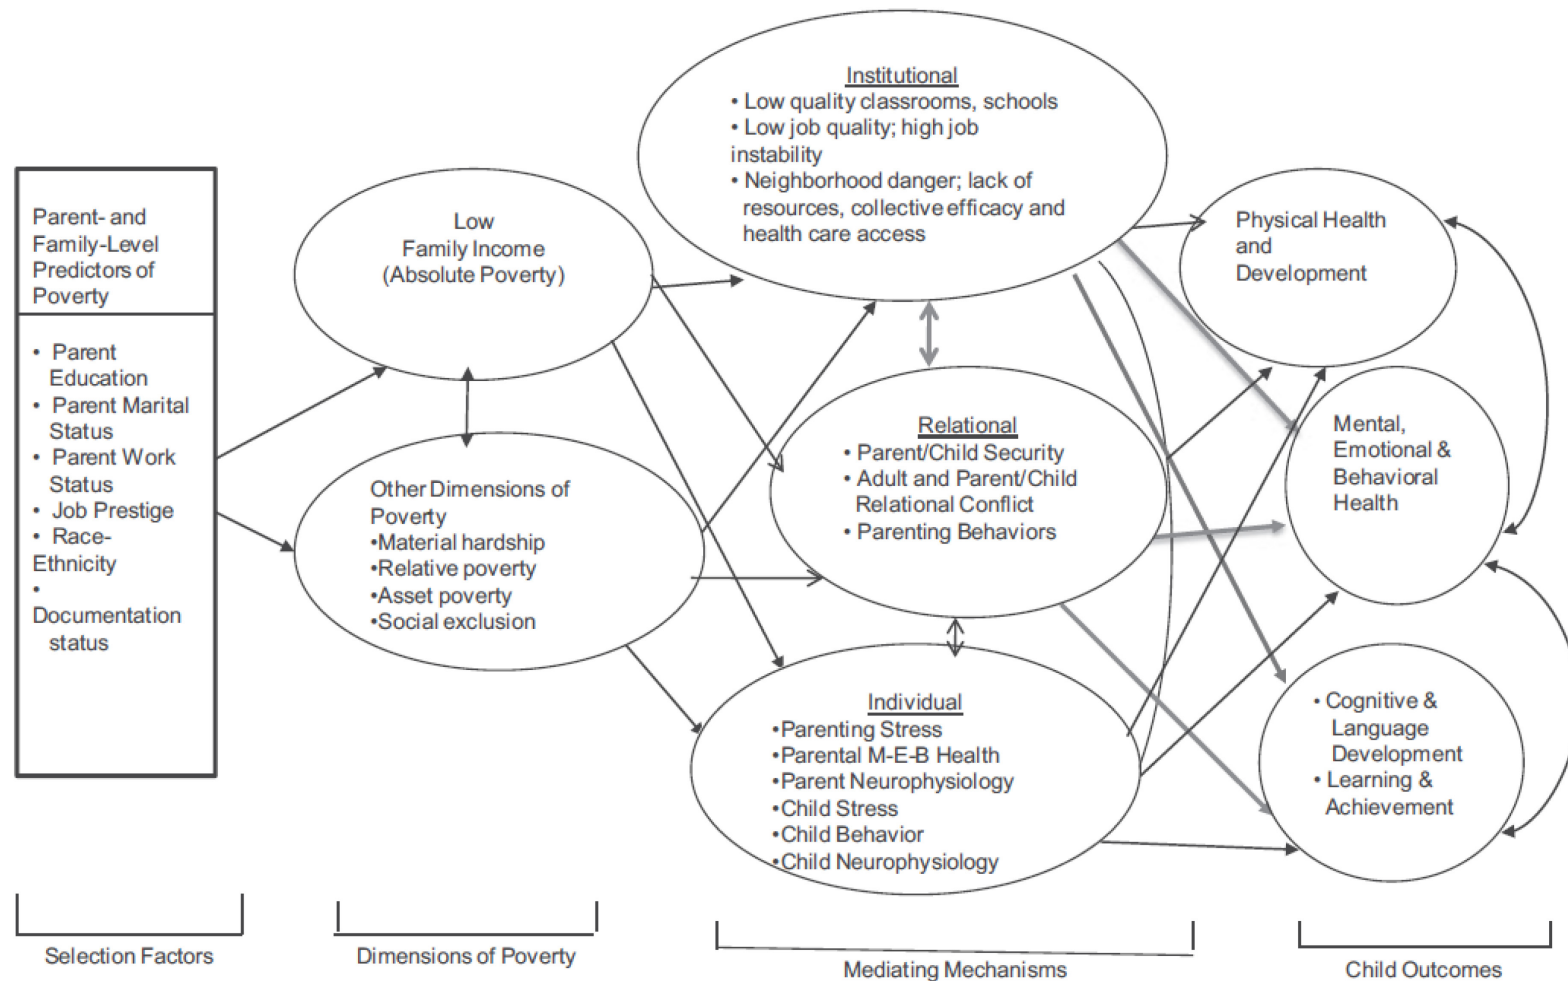 Parent- and
Family-Level
Predictors of
Poverty
• Parent
Education
• Parent Marital
Status
• Parent Work
Status
• Job Prestige
• Race-
Ethnicity
•
Documentation
status
Low
Family Income
(Absolute Poverty)
Other Dimensions of
Poverty
•Material hardship
•Relative poverty
•Asset poverty
•Social exclusion
Institutional
• Low quality classrooms, schools
• Low job quality; high job
instability
• Neighborhood danger; lack of
resources, collective efficacy and
health care access
Relational
• Parent/Child Security
• Adult and Parent/Child
Relational Conflict
• Parenting Behaviors
Individual
•Parenting Stress
•Parental M-E-B Health
•Parent Neurophysiology
•Child Stress
•Child Behavior
•Child Neurophysiology
Physical Health
and
Development
Mental,
Emotional &
Behavioral
Health
• Cognitive &
Language
Development
• Learning &
Achievement
Selection Factors
Dimensions of Poverty
Mediating Mechanisms
Child Outcomes